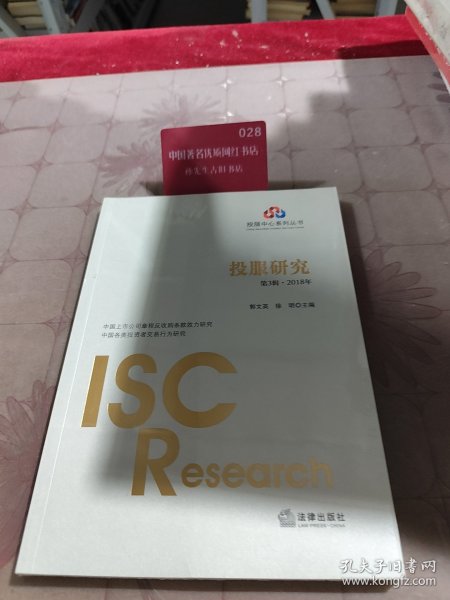 028
中国著名优质网红书店
孙先生古旧书店
投服中心系列丛书
投服研究
第3辑·2018年
郭文英 徐 明◎主编
中国上市公司章程反收购条款效力研究
中国各类投资者交易行为研究
ISC
Research
法律出版社
LAW PRESS·CHINA
孔夫子旧书网
www.kongfz.com